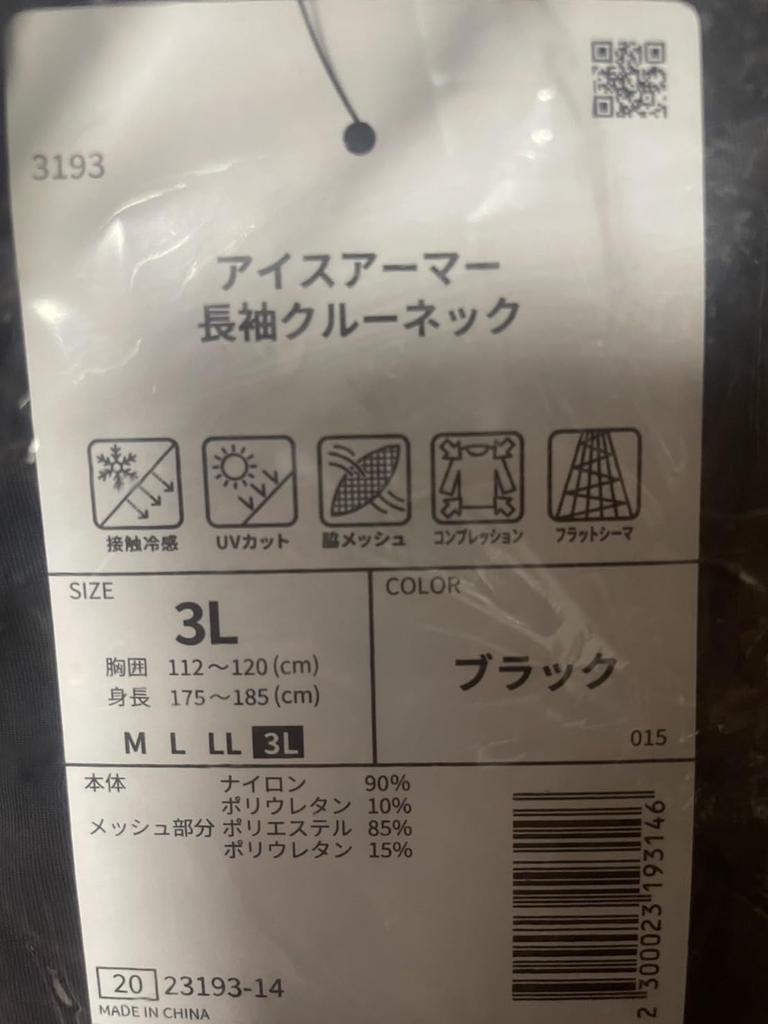 3193
アイスアーマー
長袖クルーネック
接触冷感 UVカット 脇メッシュ コンプレッション フラットシーマ
SIZE
3L
胸囲 112～120(cm)
身長 175～185(cm)
M L LL 3L
COLOR
ブラック
015
本体 ナイロン 90%
ポリウレタン 10%
メッシュ部分 ポリエステル 85%
ポリウレタン 15%
20 23193-14
MADE IN CHINA
2 300023 193146